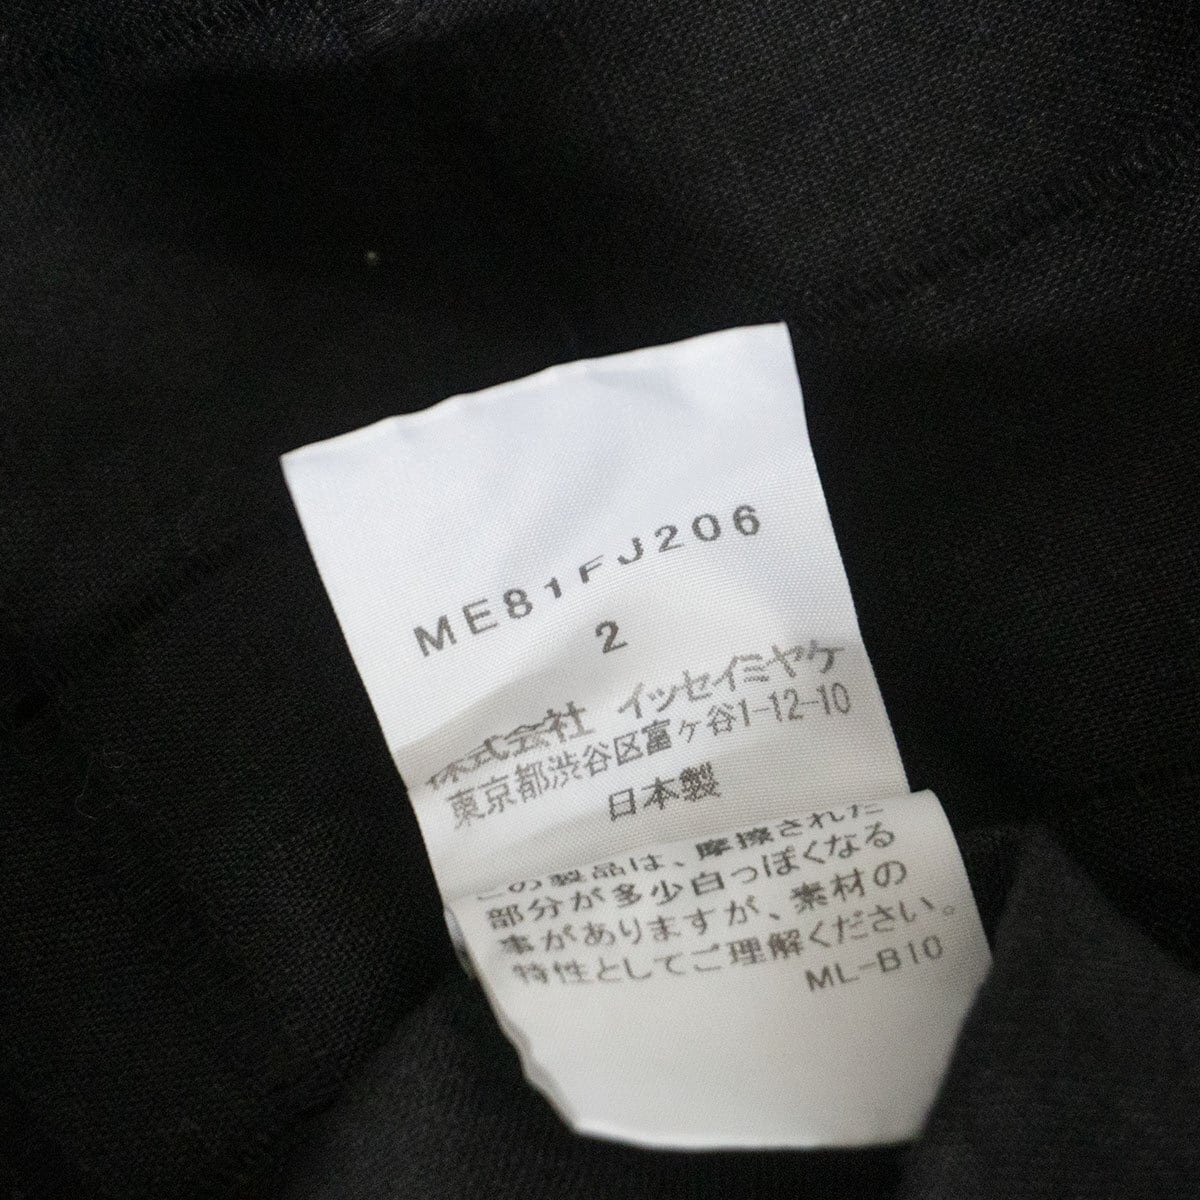 ME81FJ206
2
株式会社 イッセイミヤケ
東京都渋谷区富ヶ谷1-12-10
日本製
この製品は、摩擦された
部分が多少白っぽくなる
事がありますが、素材の
特性としてご理解ください。
ML-B10